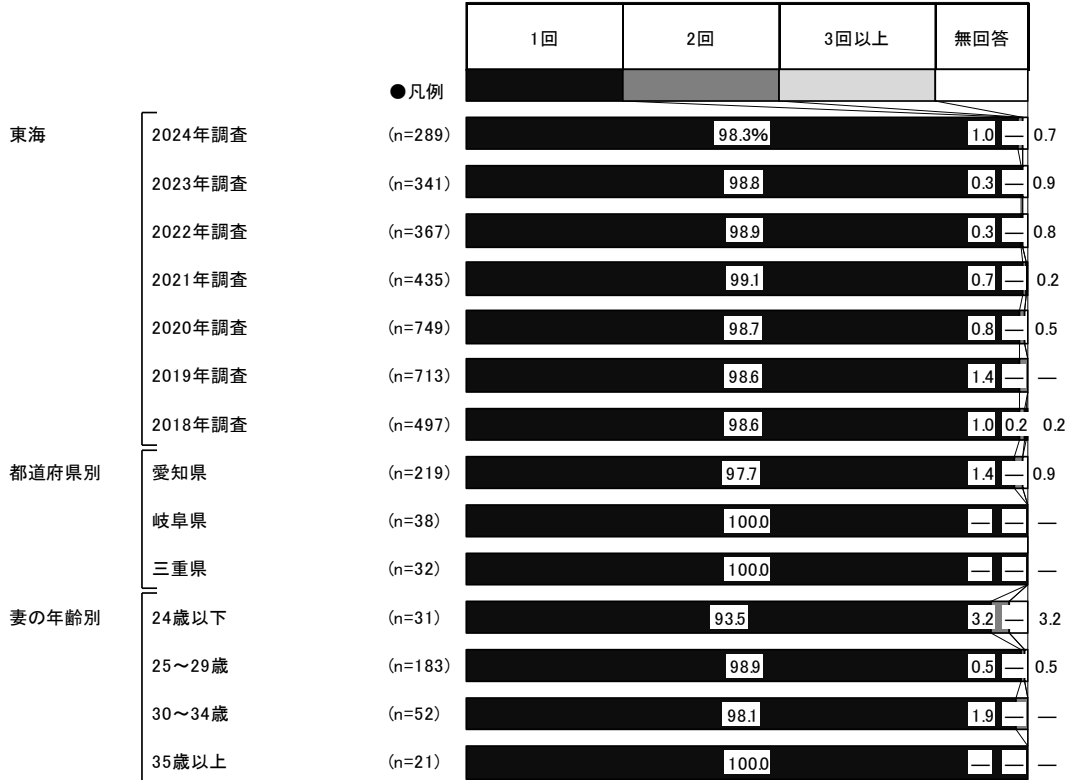 1回 2回 3回以上 無回答
●凡例
東海 2024年調査 (n=289) 98.3% 1.0 — 0.7
2023年調査 (n=341) 98.8 0.3 — 0.9
2022年調査 (n=367) 98.9 0.3 — 0.8
2021年調査 (n=435) 99.1 0.7 — 0.2
2020年調査 (n=749) 98.7 0.8 — 0.5
2019年調査 (n=713) 98.6 1.4 — —
2018年調査 (n=497) 98.6 1.0 0.2 0.2
都道府県別 愛知県 (n=219) 97.7 1.4 — 0.9
岐阜県 (n=38) 100.0 — — —
三重県 (n=32) 100.0 — — —
妻の年齢別 24歳以下 (n=31) 93.5 3.2 — 3.2
25～29歳 (n=183) 98.9 0.5 — 0.5
30～34歳 (n=52) 98.1 1.9 — —
35歳以上 (n=21) 100.0 — — —